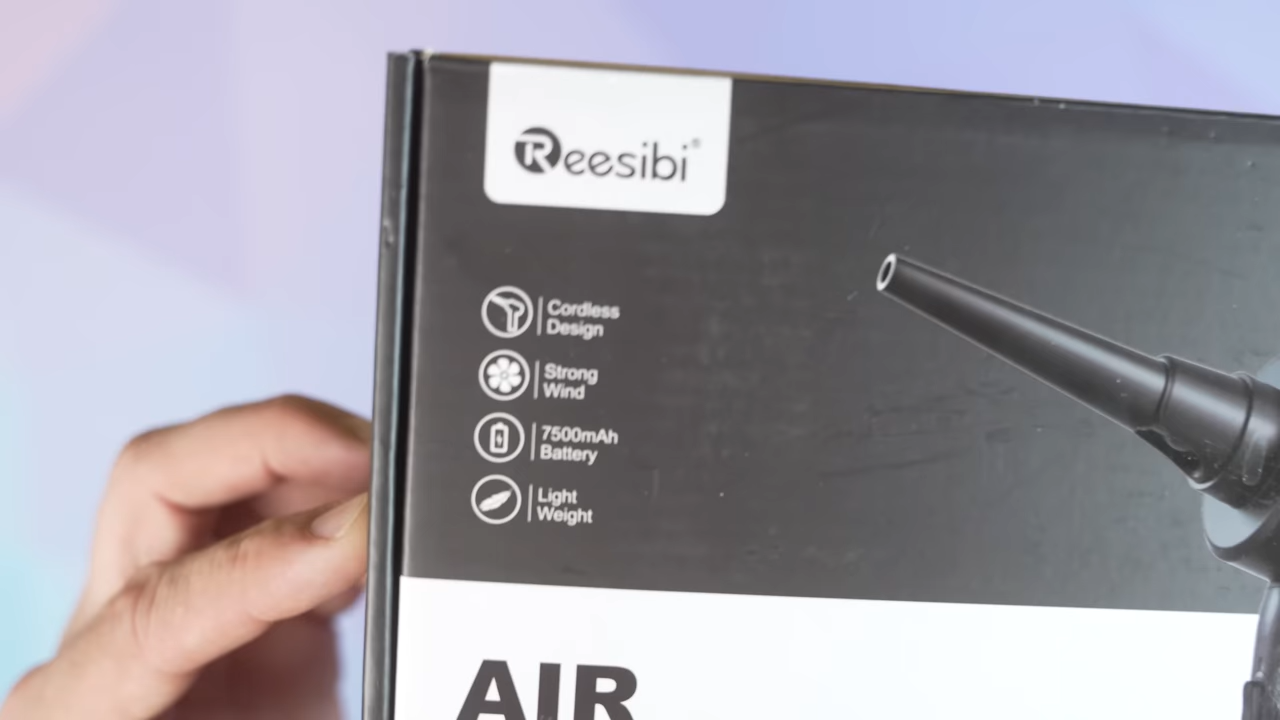 Reesibi®
Cordless
Design
Strong
Wind
7500mAh
Battery
Light
Weight
AIR